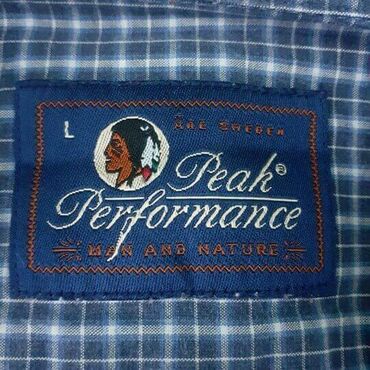 L
ÅRE SWEDEN
Peak®
Performance
MAN AND NATURE